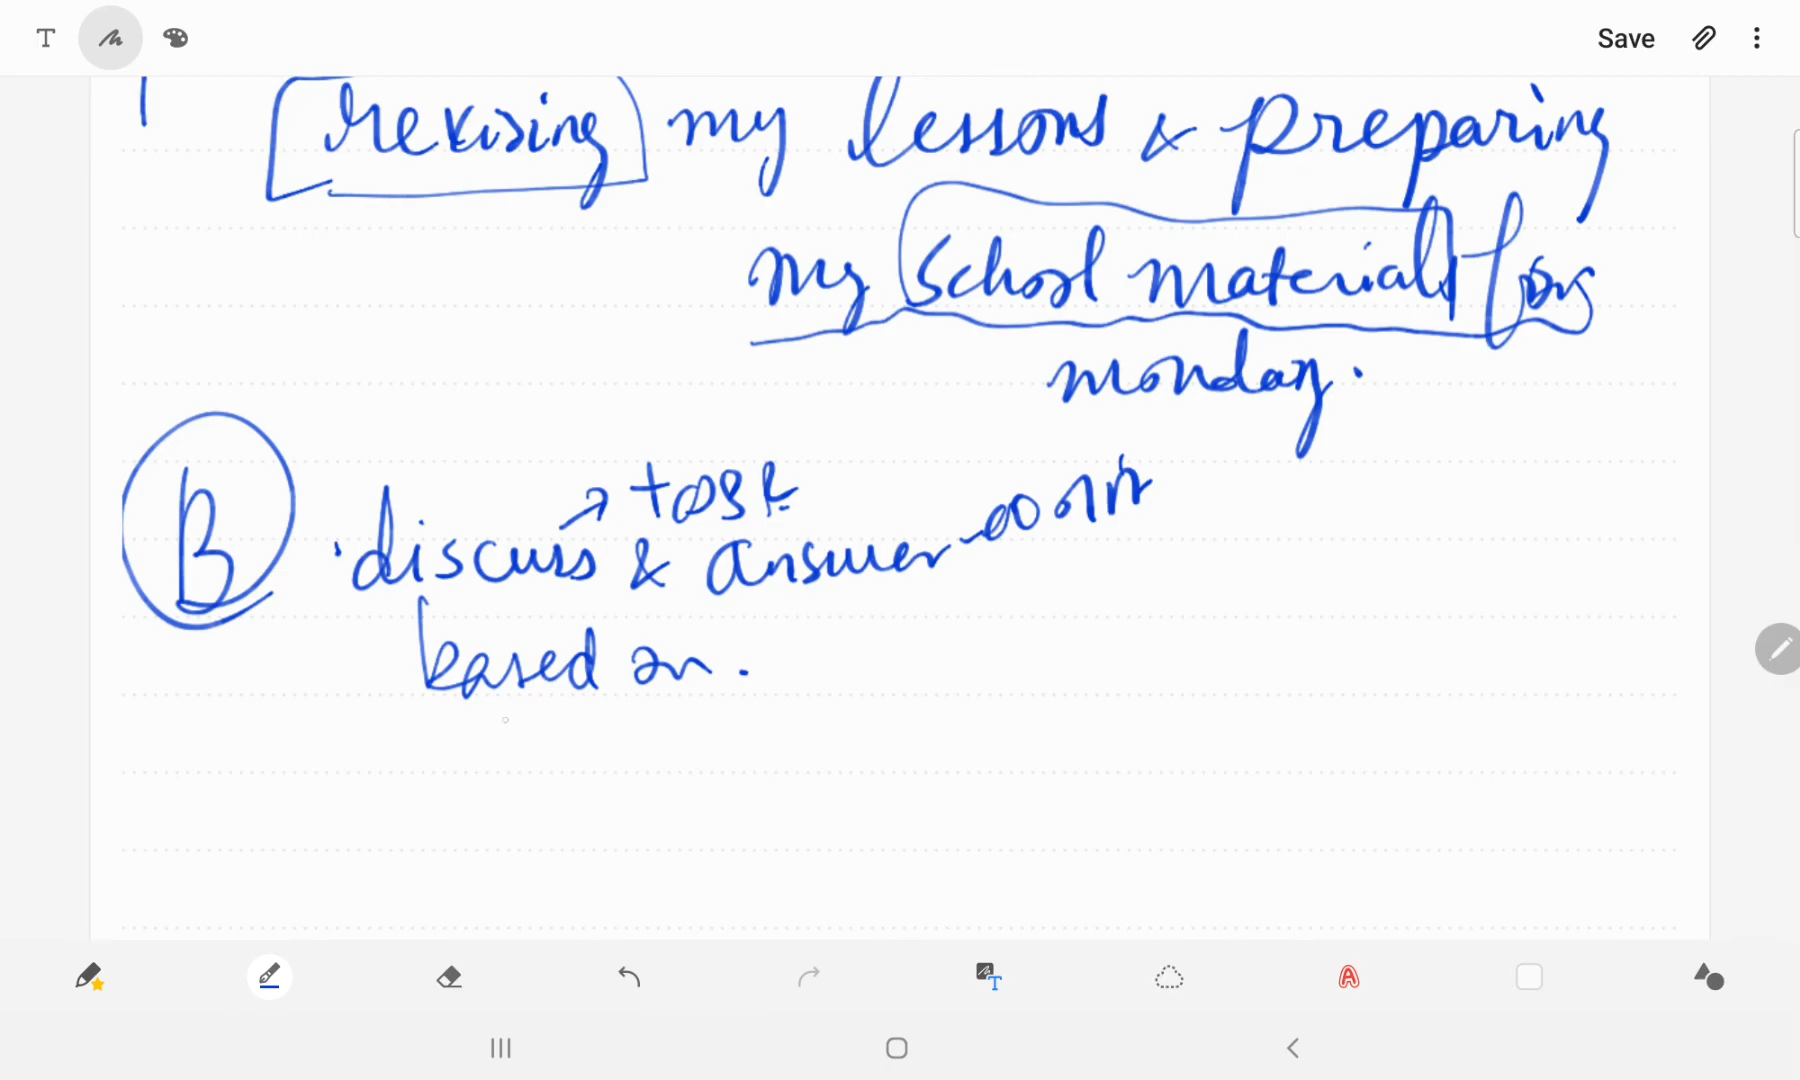 Save
revising my lessons & preparing
my school materials for
monday.
B
→ task
discuss & answer
based on.